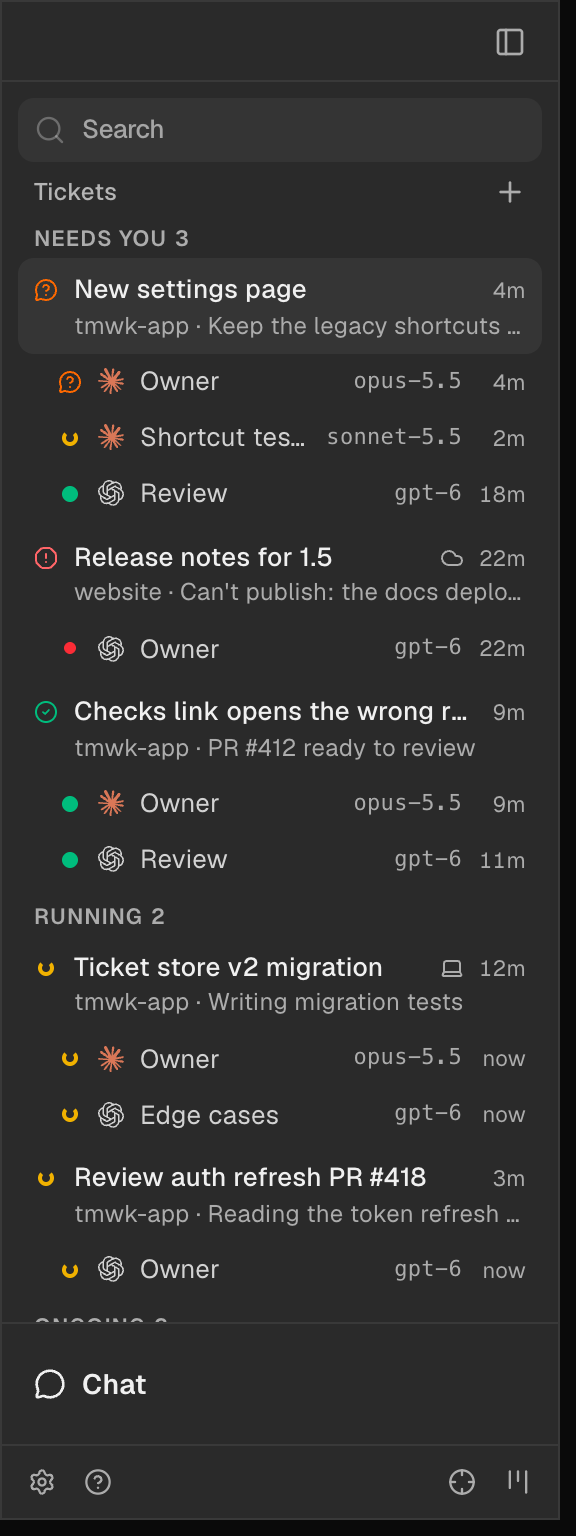 Search
Tickets
NEEDS YOU 3
New settings page 4m
tmwk-app · Keep the legacy shortcuts …
Owner opus-5.5 4m
Shortcut tes… sonnet-5.5 2m
Review gpt-6 18m
Release notes for 1.5 22m
website · Can't publish: the docs deplo…
Owner gpt-6 22m
Checks link opens the wrong r… 9m
tmwk-app · PR #412 ready to review
Owner opus-5.5 9m
Review gpt-6 11m
RUNNING 2
Ticket store v2 migration 12m
tmwk-app · Writing migration tests
Owner opus-5.5 now
Edge cases gpt-6 now
Review auth refresh PR #418 3m
tmwk-app · Reading the token refresh …
Owner gpt-6 now
Chat